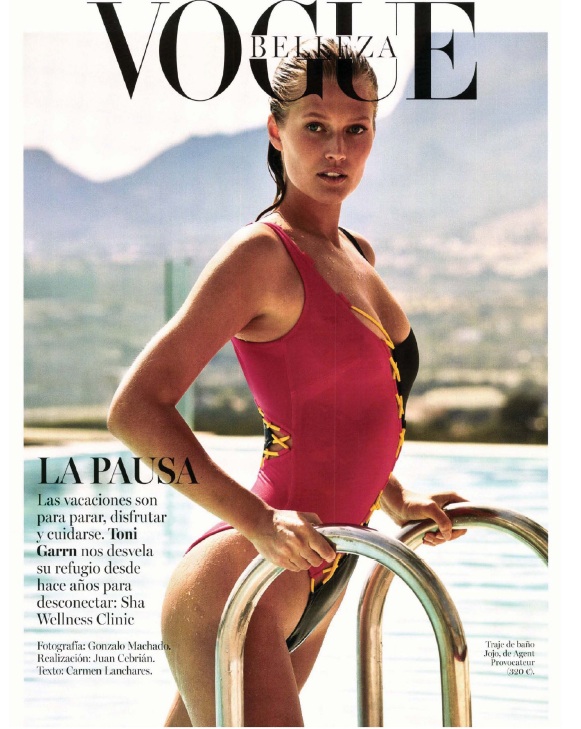 VOGUE
BELLEZA
LA PAUSA
Las vacaciones son
para parar, disfrutar
y cuidarse. Toni
Garrn nos desvela
su refugio desde
hace años para
desconectar: Sha
Wellness Clinic
Fotografía: Gonzalo Machado.
Realización: Juan Cebrián.
Texto: Carmen Lanchares.
Traje de baño
Jojo, de Agent
Provocateur
(320 €).